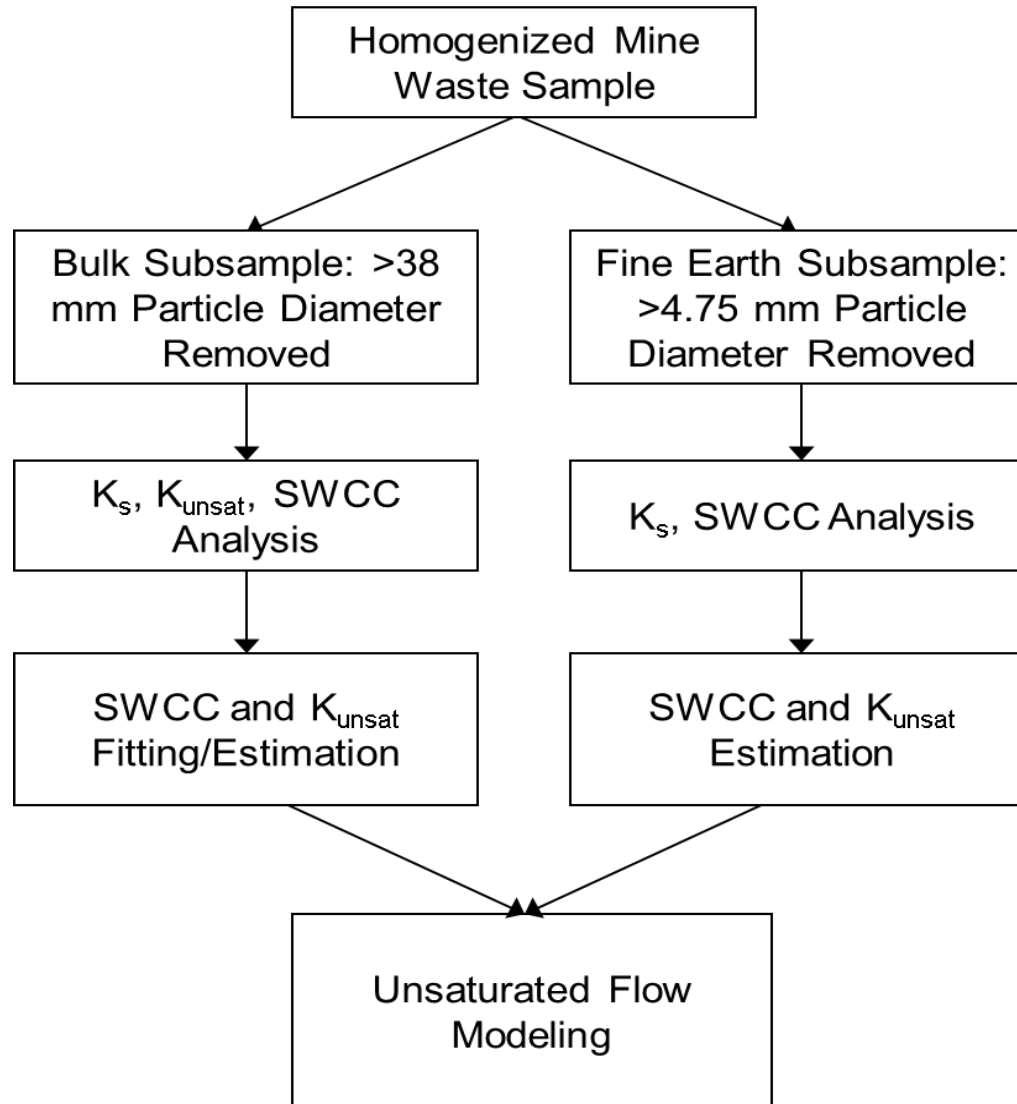 Homogenized Mine
Waste Sample
Bulk Subsample: >38
mm Particle Diameter
Removed
Fine Earth Subsample:
>4.75 mm Particle
Diameter Removed
Ks, Kunsat, SWCC
Analysis
Ks, SWCC Analysis
SWCC and Kunsat
Fitting/Estimation
SWCC and Kunsat
Estimation
Unsaturated Flow
Modeling